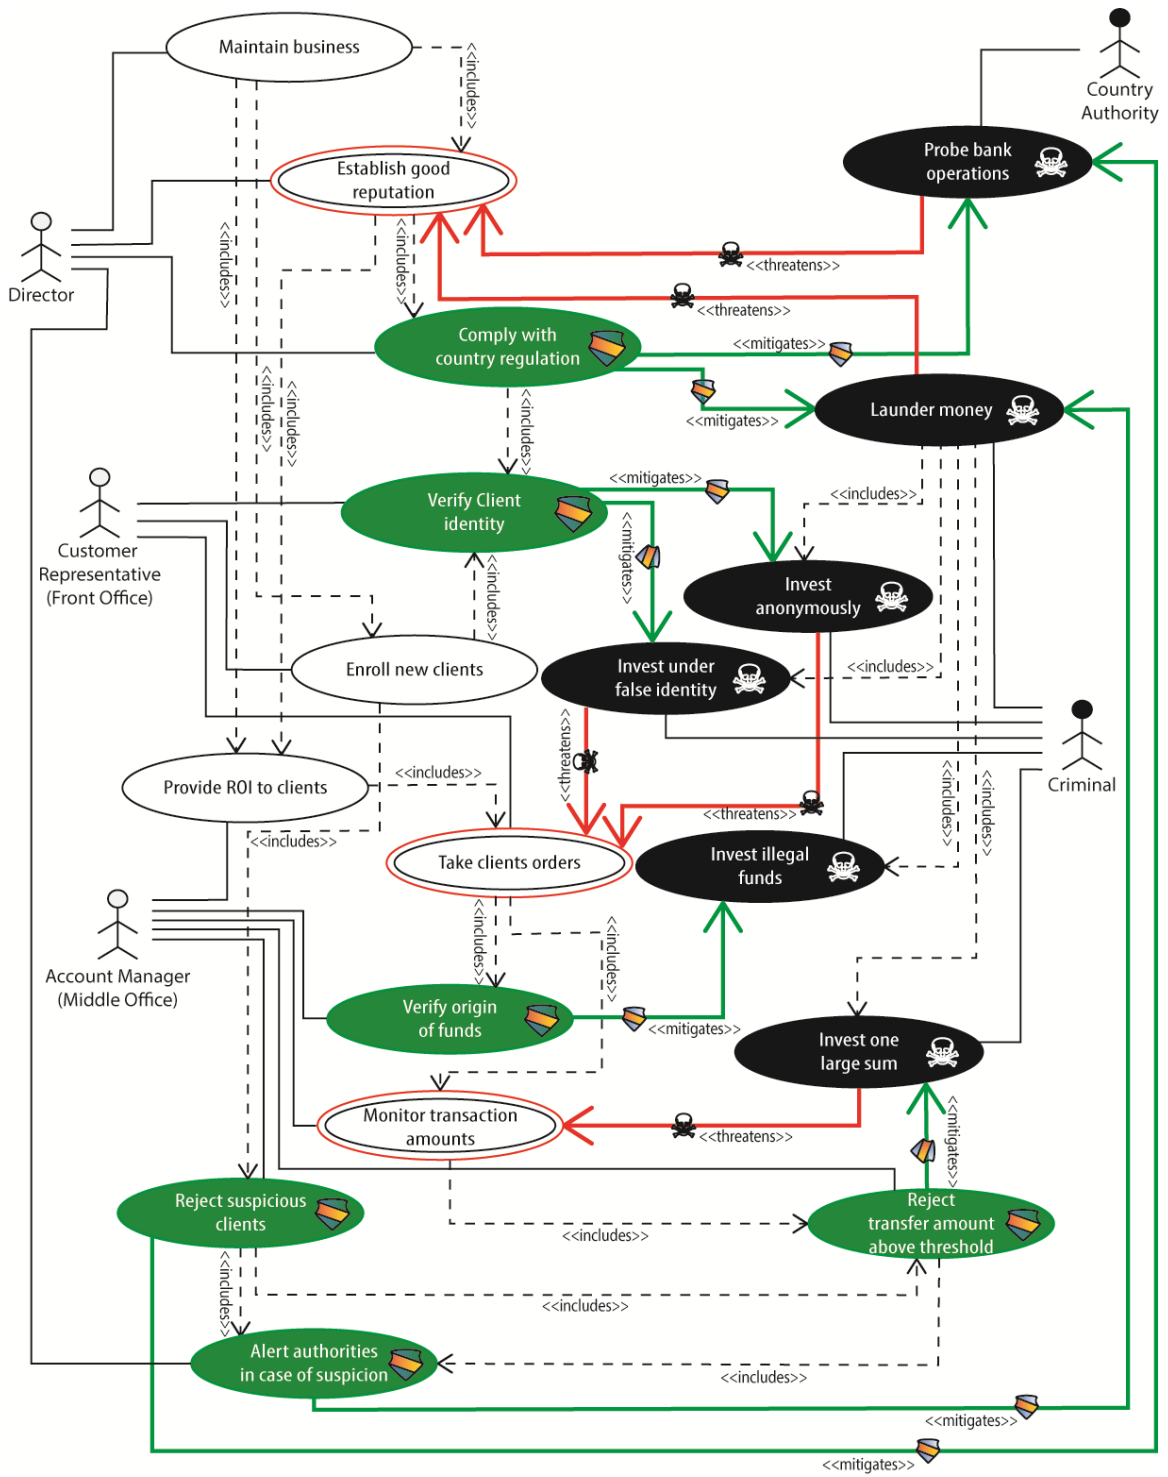 Maintain business
<<includes>>
Country
Authority
Probe bank
operations
Establish good
reputation
<<includes>>
<<includes>>
<<threatens>>
Director
<<threatens>>
Comply with
country regulation
<<mitigates>>
<<mitigates>>
Launder money
<<includes>>
<<includes>>
<<includes>>
<<mitigates>>
<<includes>>
Verify Client
identity
<<mitigates>>
Customer
Representative
(Front Office)
<<includes>>
Invest
anonymously
Enroll new clients
Invest under
false identity
<<includes>>
<<threatens>>
Provide ROI to clients
<<includes>>
Criminal
<<includes>>
<<includes>>
<<threatens>>
<<includes>>
Take clients orders
Invest illegal
funds
<<includes>>
<<includes>>
Account Manager
(Middle Office)
Verify origin
of funds
<<mitigates>>
Invest one
large sum
Monitor transaction
amounts
<<threatens>>
<<mitigates>>
Reject suspicious
clients
Reject
transfer amount
above threshold
<<includes>>
<<includes>>
<<includes>>
Alert authorities
in case of suspicion
<<includes>>
<<mitigates>>
<<mitigates>>